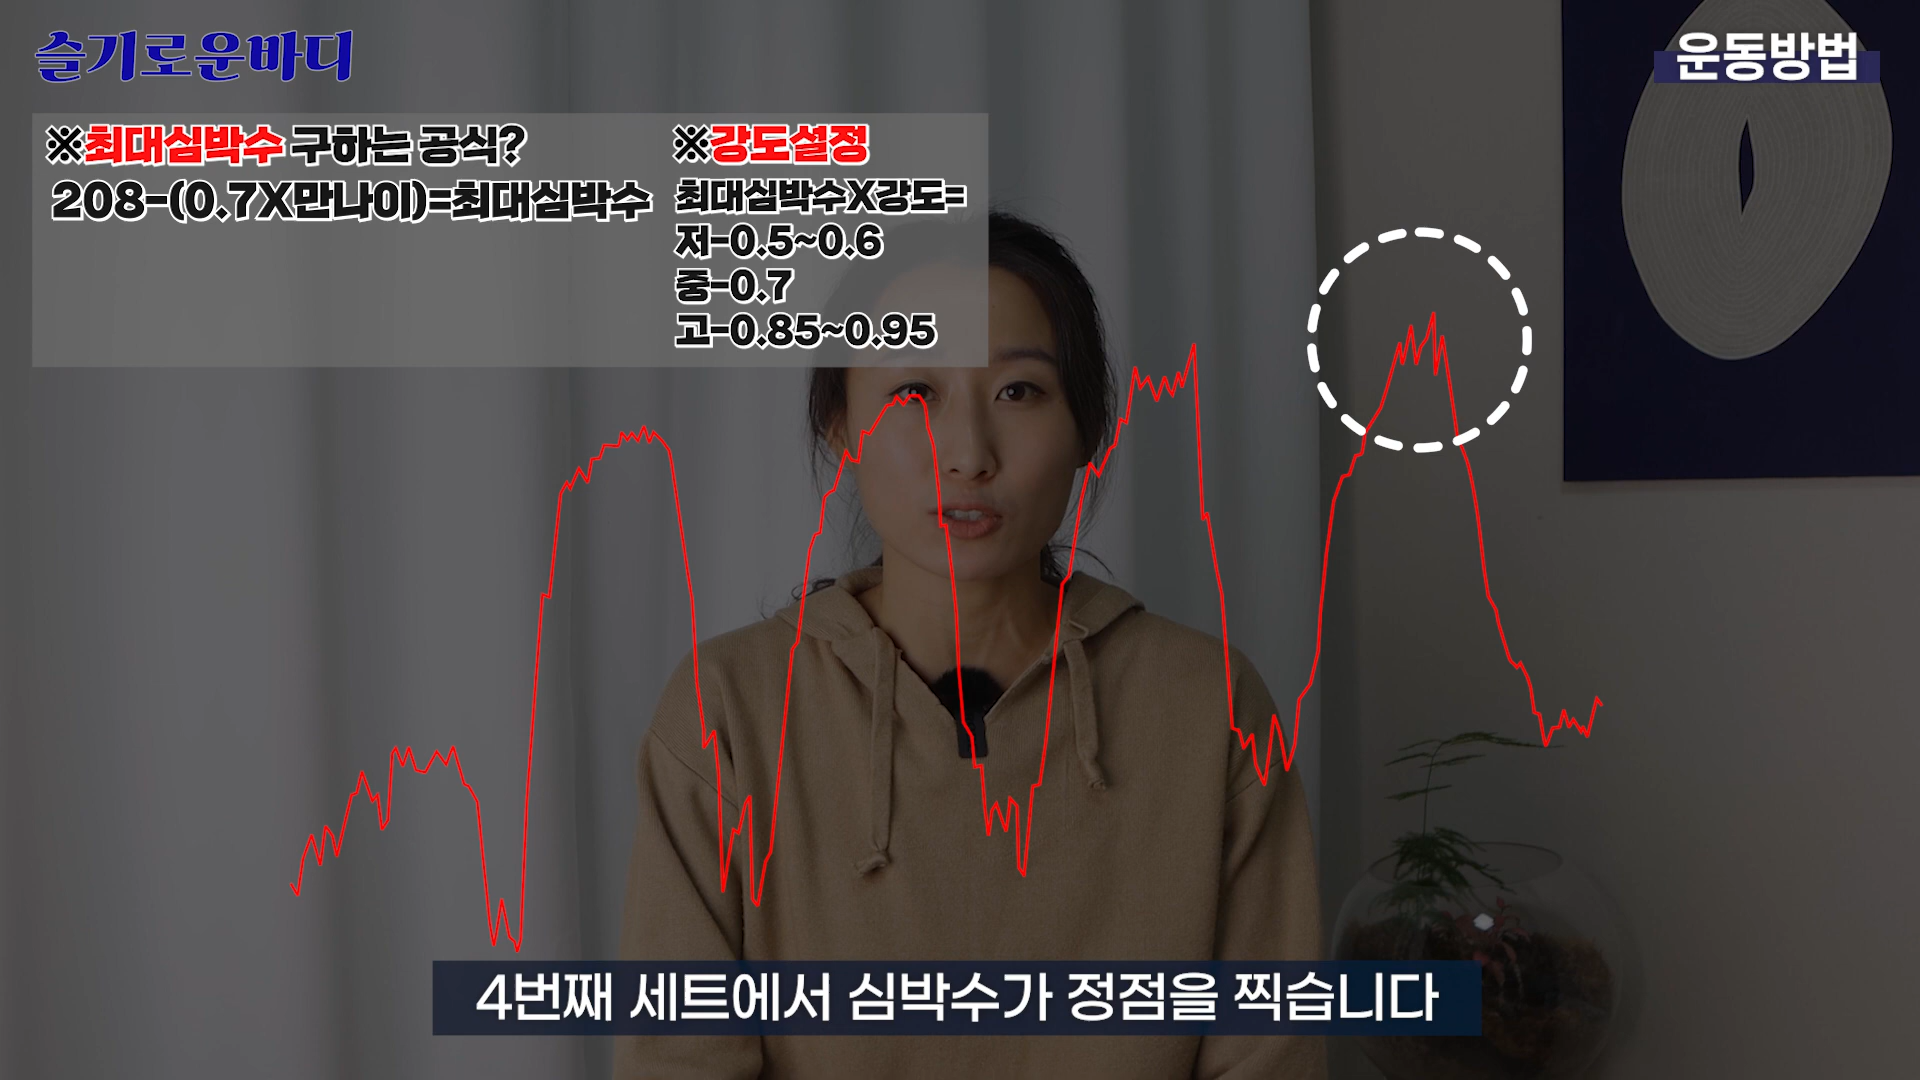 슬기로운바디
운동방법
※최대심박수 구하는 공식?
208-(0.7X만나이)=최대심박수
※강도설정
최대심박수X강도=
저-0.5~0.6
중-0.7
고-0.85~0.95
4번째 세트에서 심박수가 정점을 찍습니다